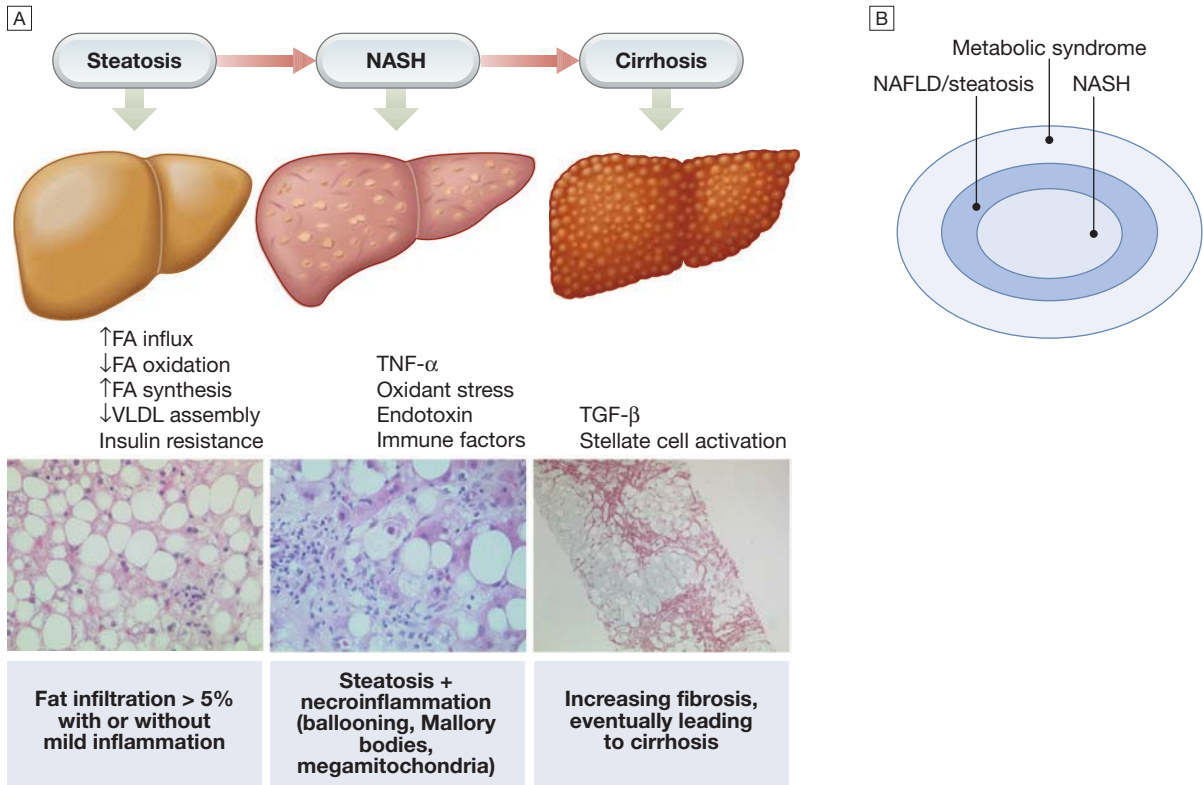 A
Steatosis
NASH
Cirrhosis
↑FA influx
↓FA oxidation
↑FA synthesis
↓VLDL assembly
Insulin resistance
TNF-α
Oxidant stress
Endotoxin
Immune factors
TGF-β
Stellate cell activation
Fat infiltration > 5%
with or without
mild inflammation
Steatosis +
necroinflammation
(ballooning, Mallory
bodies,
megamitochondria)
Increasing fibrosis,
eventually leading
to cirrhosis
B
Metabolic syndrome
NAFLD/steatosis
NASH